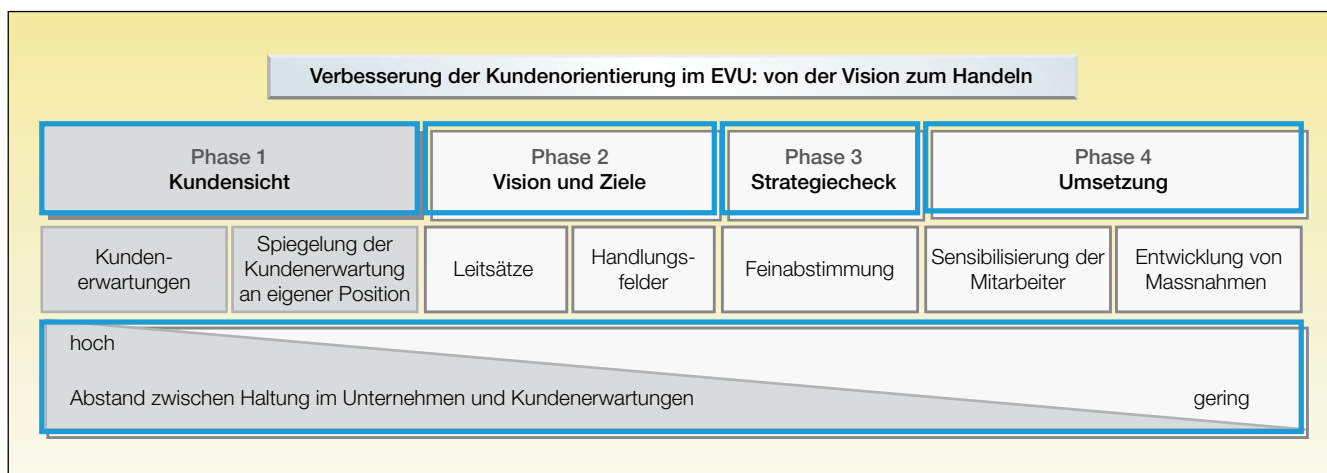 Verbesserung der Kundenorientierung im EVU: von der Vision zum Handeln
Phase 1
Kundensicht
Phase 2
Vision und Ziele
Phase 3
Strategiecheck
Phase 4
Umsetzung
Kunden-
erwartungen
Spiegelung der
Kundenerwartung
an eigener Position
Leitsätze
Handlungs-
felder
Feinabstimmung
Sensibilisierung der
Mitarbeiter
Entwicklung von
Massnahmen
hoch
Abstand zwischen Haltung im Unternehmen und Kundenerwartungen
gering